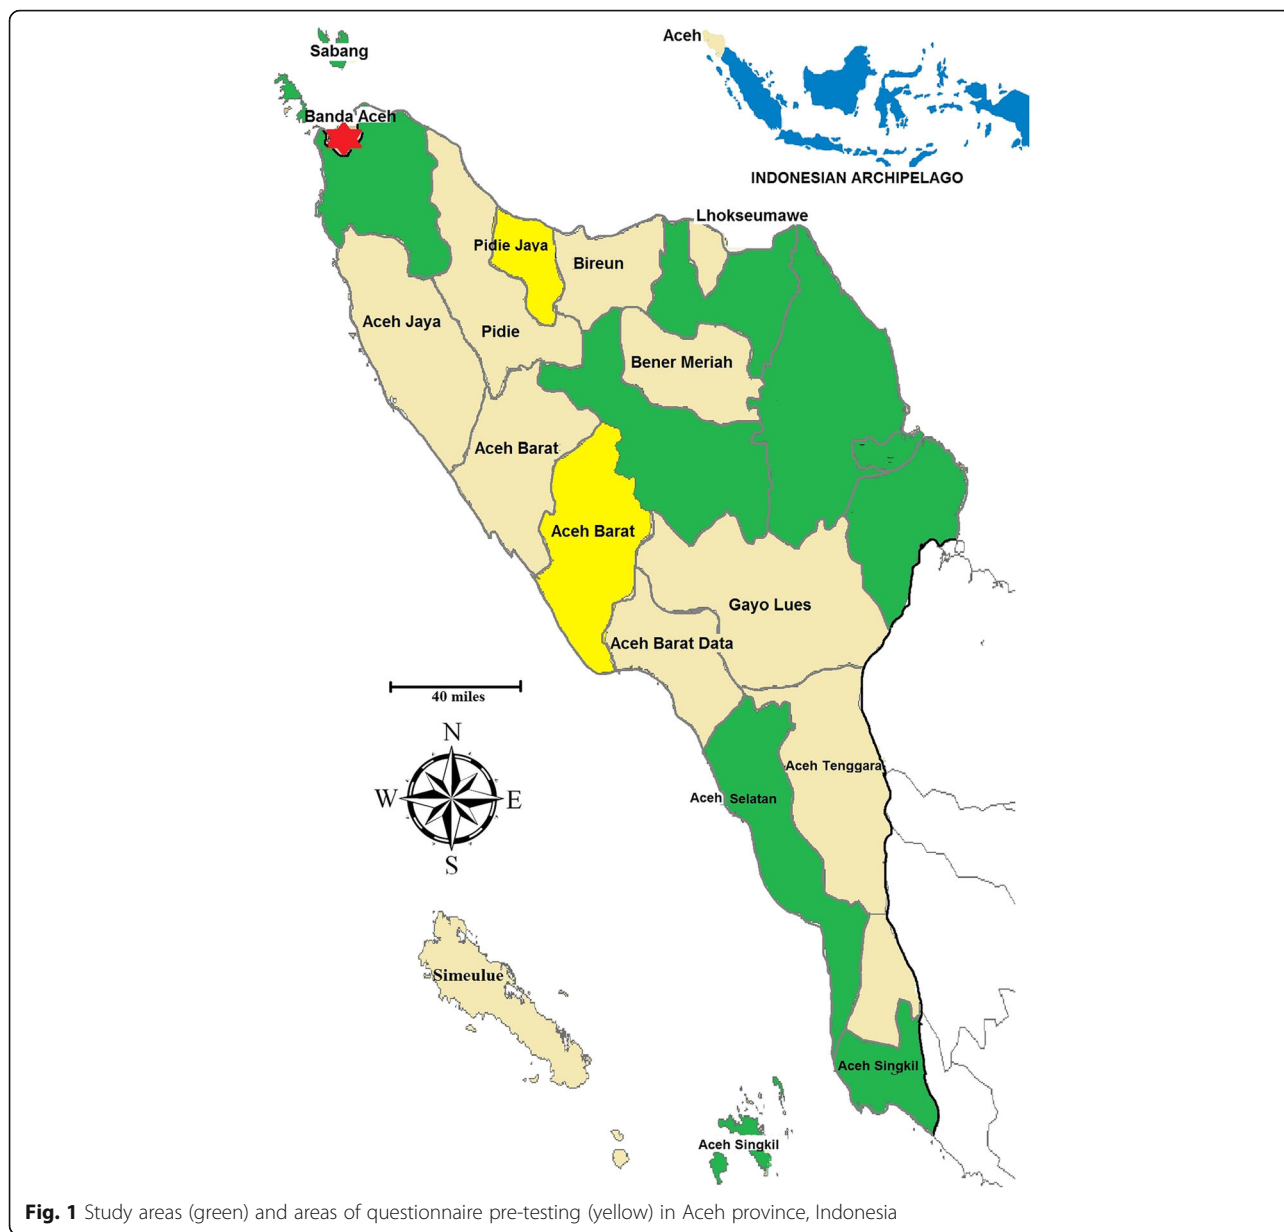 Sabang
Aceh
Banda Aceh
INDONESIAN ARCHIPELAGO
Lhokseumawe
Pidie Jaya
Bireun
Aceh Jaya
Pidie
Bener Meriah
Aceh Barat
Aceh Barat
Gayo Lues
Aceh Barat Data
40 miles
N
Aceh Tenggara
W
E
Aceh Selatan
S
Simeulue
Aceh Singkil
Aceh Singkil
Fig. 1 Study areas (green) and areas of questionnaire pre-testing (yellow) in Aceh province, Indonesia